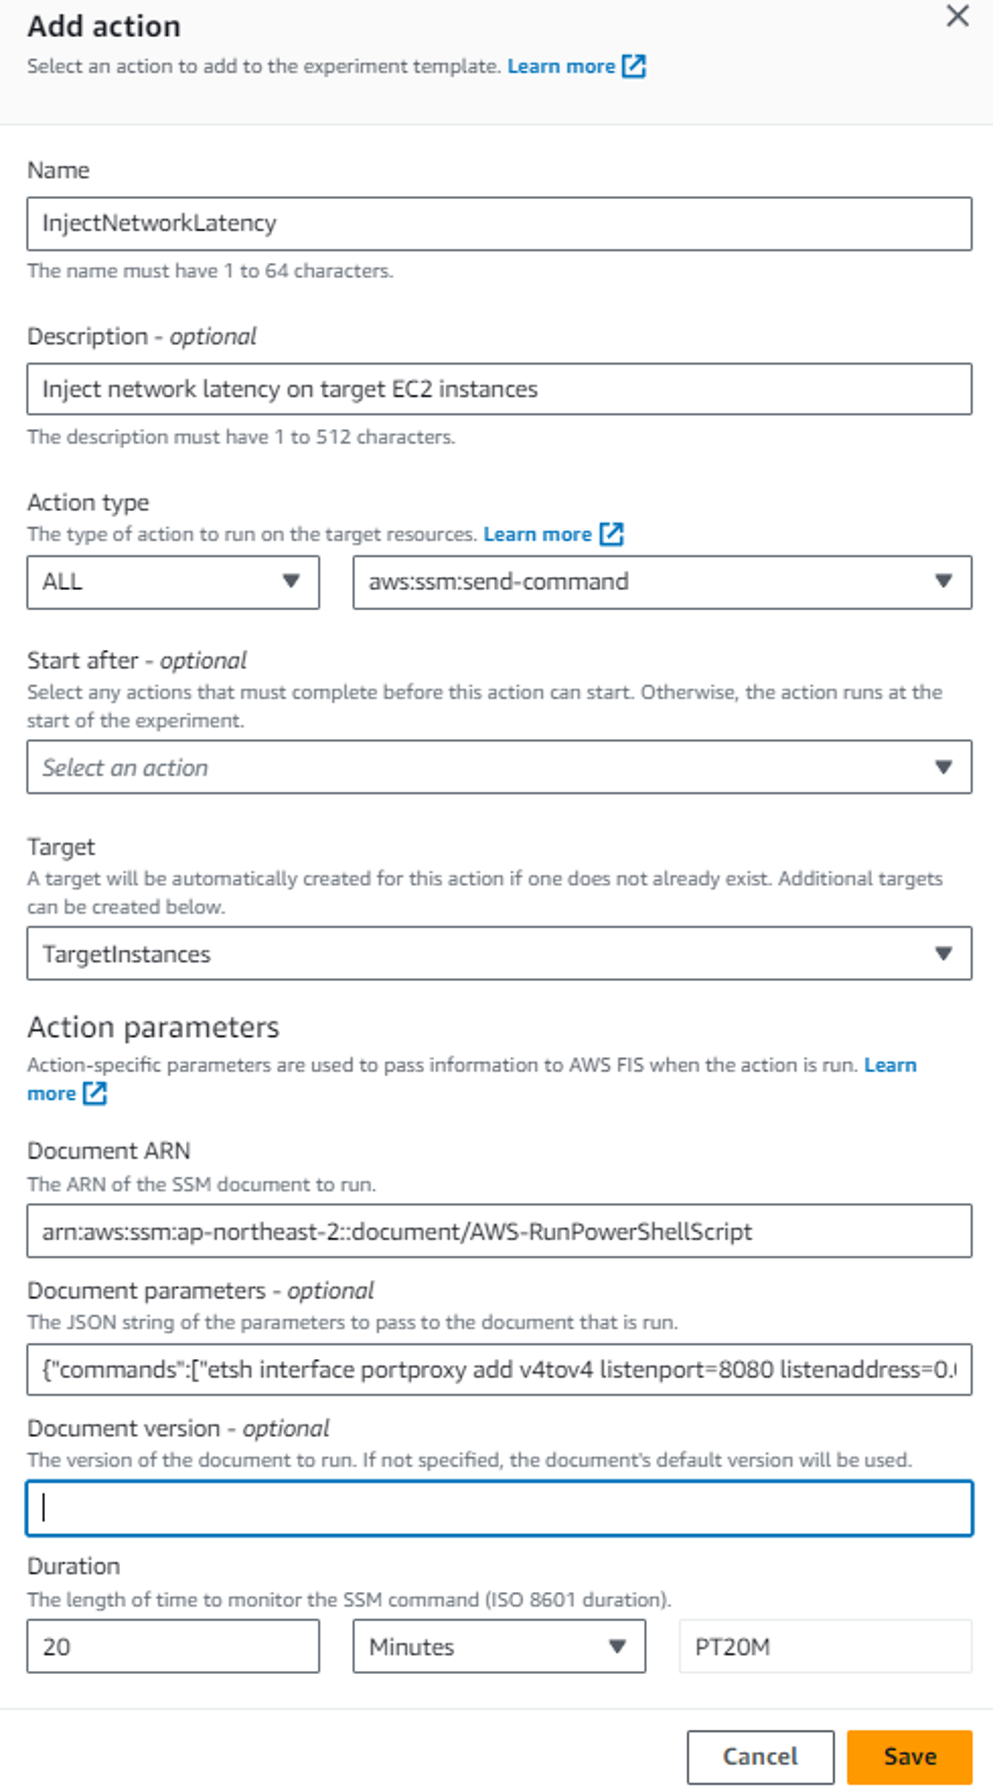 Add action
Select an action to add to the experiment template. Learn more
Name
InjectNetworkLatency
The name must have 1 to 64 characters.
Description - optional
Inject network latency on target EC2 instances
The description must have 1 to 512 characters.
Action type
The type of action to run on the target resources. Learn more
ALL aws:ssm:send-command
Start after - optional
Select any actions that must complete before this action can start. Otherwise, the action runs at the
start of the experiment.
Select an action
Target
A target will be automatically created for this action if one does not already exist. Additional targets
can be created below.
TargetInstances
Action parameters
Action-specific parameters are used to pass information to AWS FIS when the action is run. Learn
more
Document ARN
The ARN of the SSM document to run.
arn:aws:ssm:ap-northeast-2::document/AWS-RunPowerShellScript
Document parameters - optional
The JSON string of the parameters to pass to the document that is run.
{"commands":["etsh interface portproxy add v4tov4 listenport=8080 listenaddress=0.
Document version - optional
The version of the document to run. If not specified, the document's default version will be used.
Duration
The length of time to monitor the SSM command (ISO 8601 duration).
20 Minutes PT20M
Cancel Save